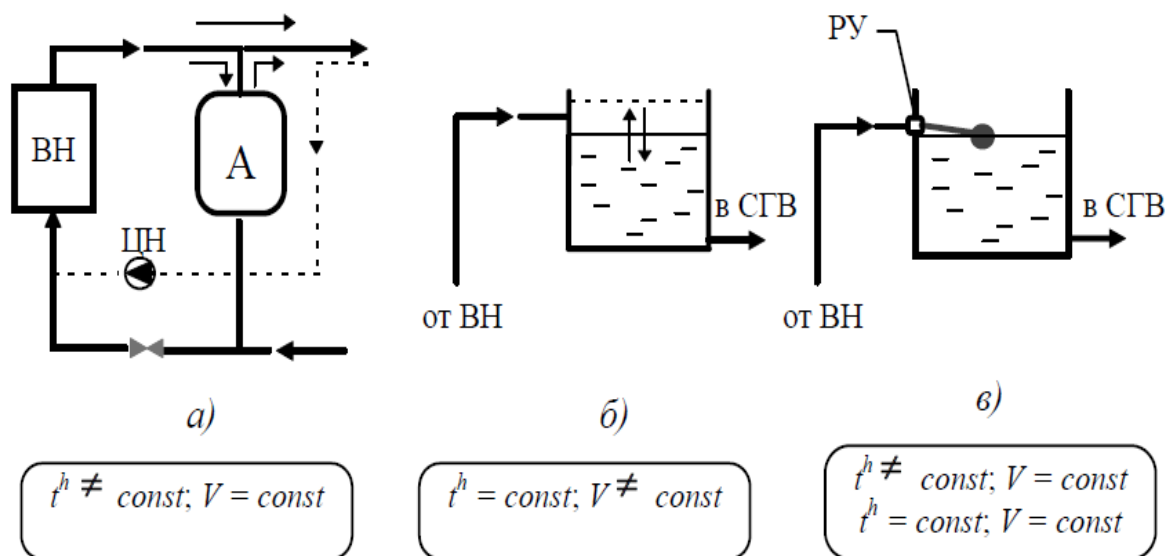 ВН
А
ЦН
а)
t^h ≠ const; V = const
в СГВ
от ВН
б)
t^h = const; V ≠ const
РУ
в СГВ
от ВН
в)
t^h ≠ const; V = const
t^h = const; V = const